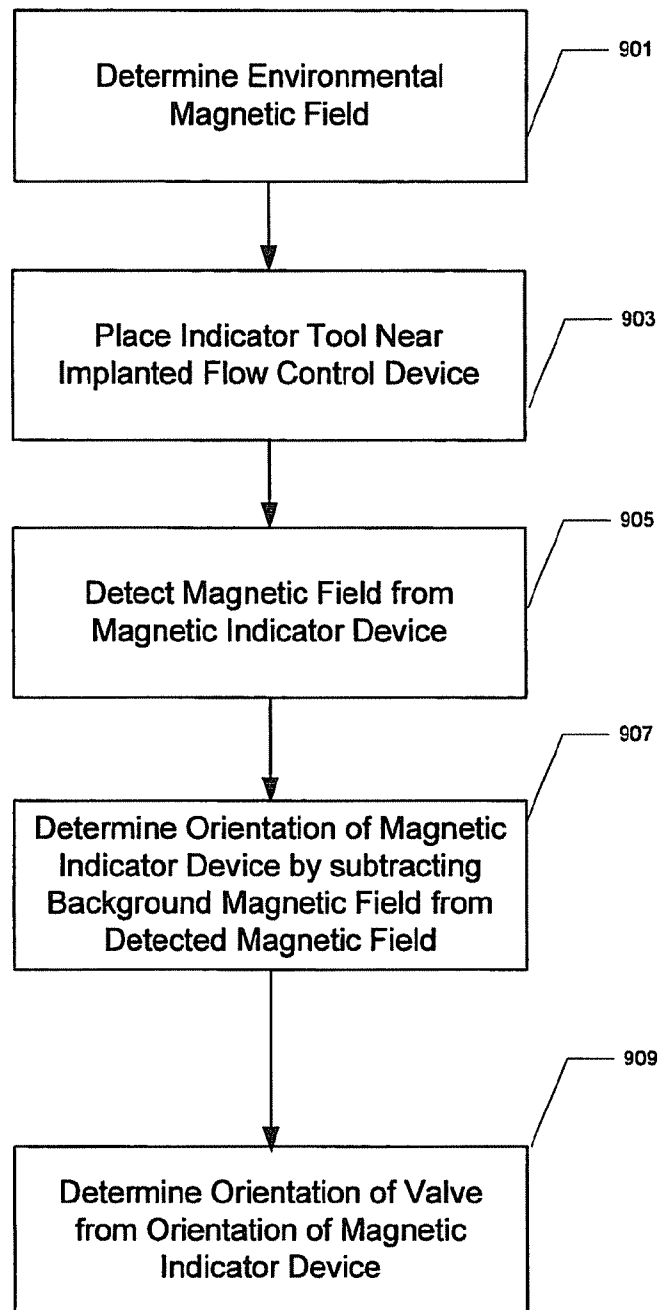 Determine Environmental
Magnetic Field
901
Place Indicator Tool Near
Implanted Flow Control Device
903
Detect Magnetic Field from
Magnetic Indicator Device
905
Determine Orientation of Magnetic
Indicator Device by subtracting
Background Magnetic Field from
Detected Magnetic Field
907
Determine Orientation of Valve
from Orientation of Magnetic
Indicator Device
909